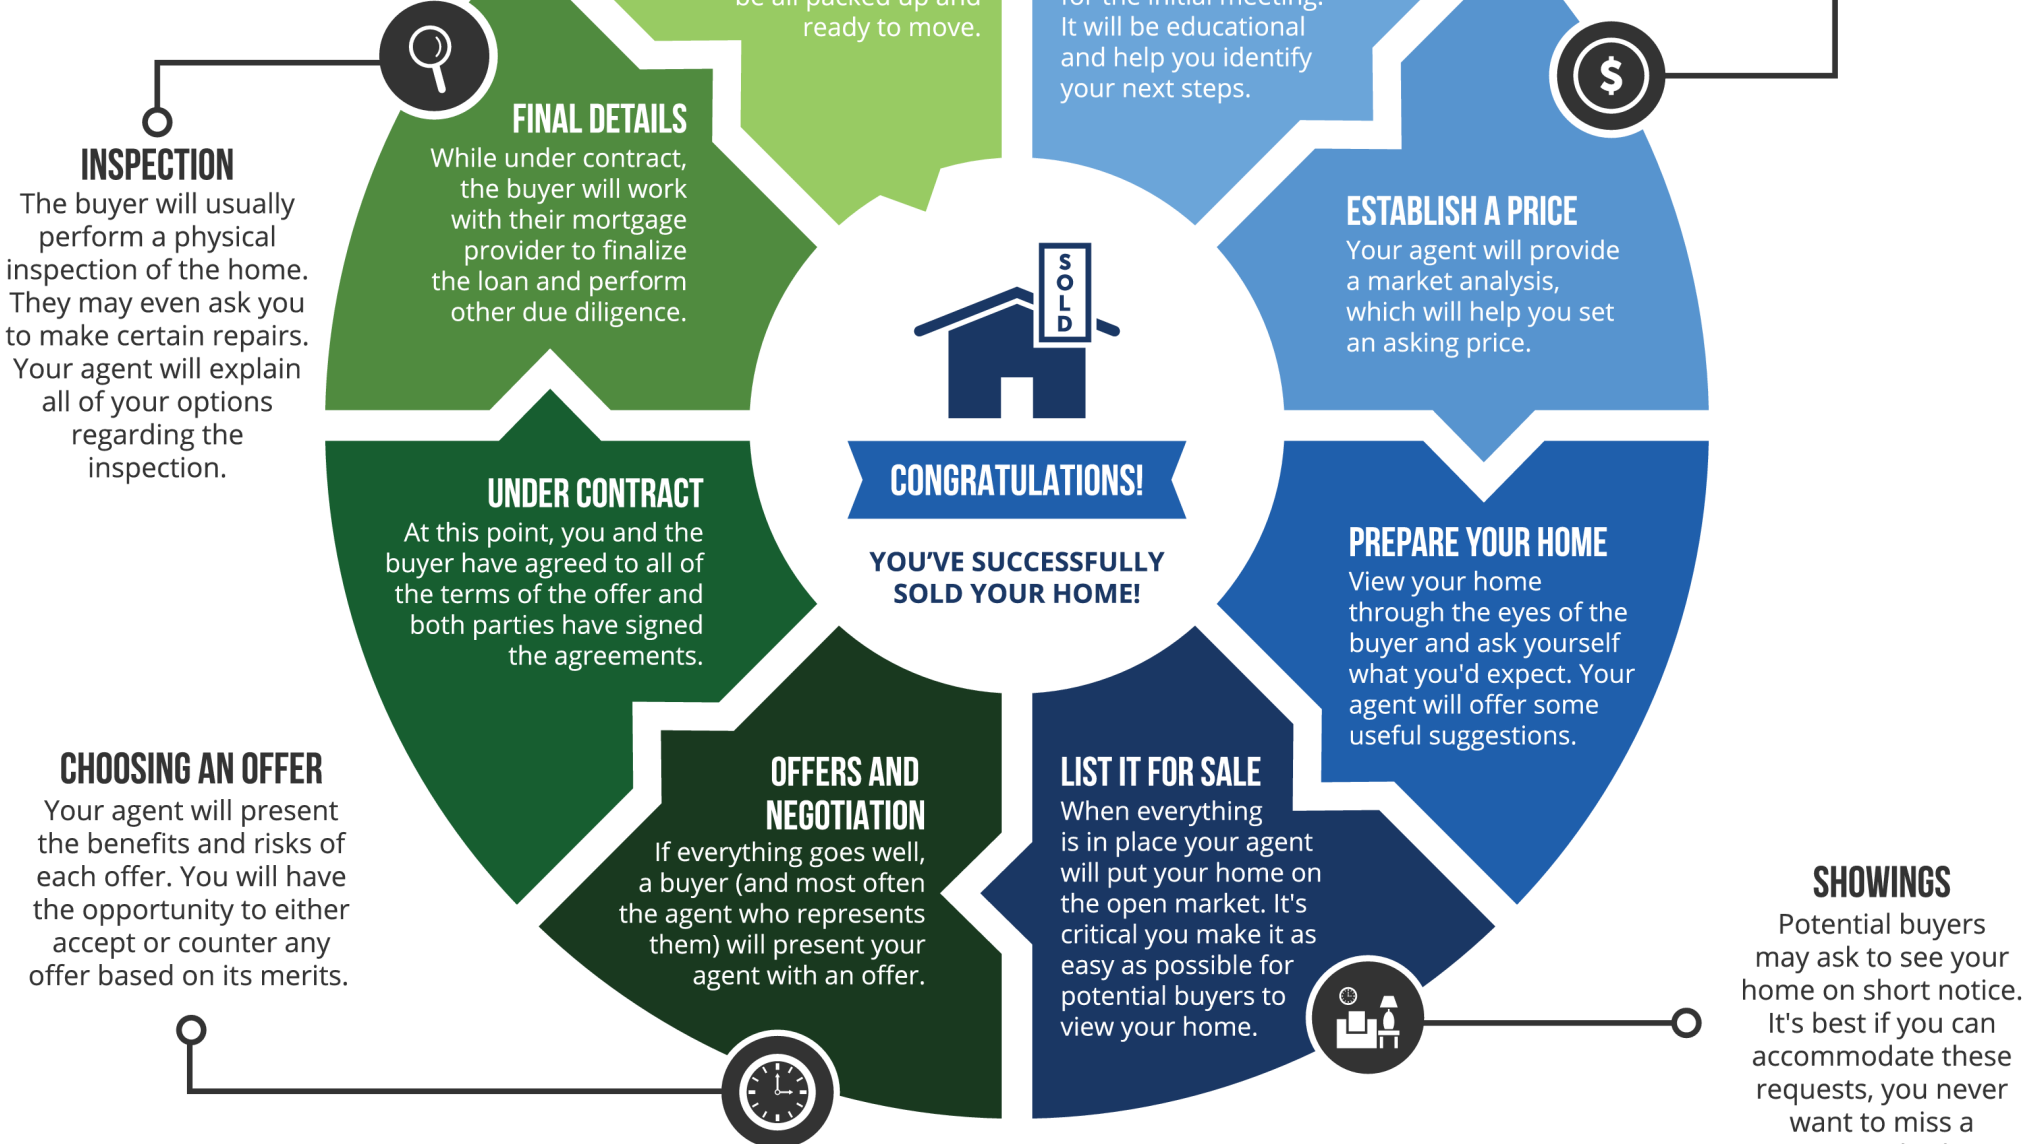 be all packed up and
ready to move.
for the initial meeting.
It will be educational
and help you identify
your next steps.
$
FINAL DETAILS
While under contract,
the buyer will work
with their mortgage
provider to finalize
the loan and perform
other due diligence.
INSPECTION
The buyer will usually
perform a physical
inspection of the home.
They may even ask you
to make certain repairs.
Your agent will explain
all of your options
regarding the
inspection.
ESTABLISH A PRICE
Your agent will provide
a market analysis,
which will help you set
an asking price.
SOLD
CONGRATULATIONS!
YOU'VE SUCCESSFULLY
SOLD YOUR HOME!
UNDER CONTRACT
At this point, you and the
buyer have agreed to all of
the terms of the offer and
both parties have signed
the agreements.
PREPARE YOUR HOME
View your home
through the eyes of the
buyer and ask yourself
what you'd expect. Your
agent will offer some
useful suggestions.
CHOOSING AN OFFER
Your agent will present
the benefits and risks of
each offer. You will have
the opportunity to either
accept or counter any
offer based on its merits.
OFFERS AND
NEGOTIATION
If everything goes well,
a buyer (and most often
the agent who represents
them) will present your
agent with an offer.
LIST IT FOR SALE
When everything
is in place your agent
will put your home on
the open market. It's
critical you make it as
easy as possible for
potential buyers to
view your home.
SHOWINGS
Potential buyers
may ask to see your
home on short notice.
It's best if you can
accommodate these
requests, you never
want to miss a